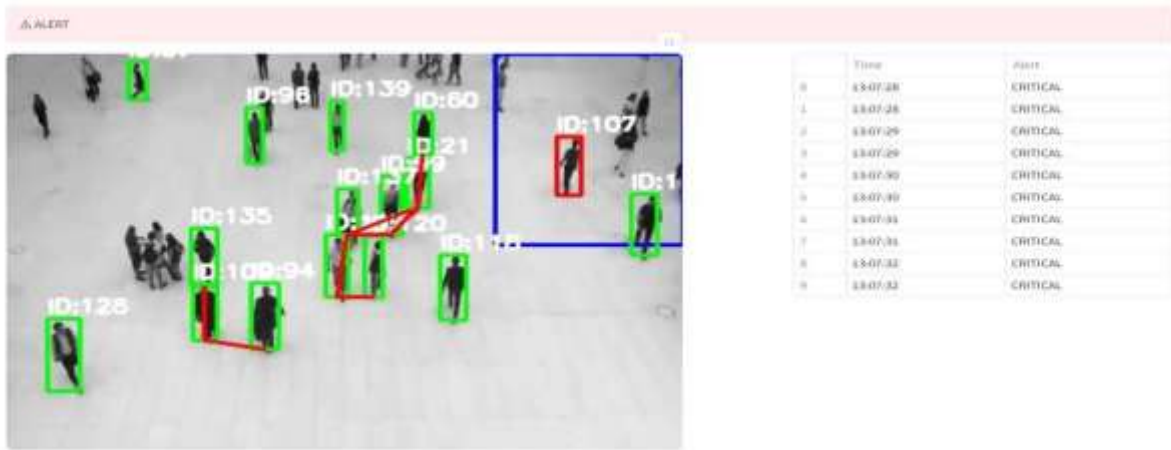 ⚠ ALERT
ID:96
ID:139
ID:60
ID:107
ID:21
ID:1
ID:135
ID:94
ID:128
Time Alert
0 13:07:28 CRITICAL
1 13:07:28 CRITICAL
2 13:07:29 CRITICAL
3 13:07:29 CRITICAL
4 13:07:30 CRITICAL
5 13:07:30 CRITICAL
6 13:07:31 CRITICAL
7 13:07:31 CRITICAL
8 13:07:32 CRITICAL
9 13:07:32 CRITICAL